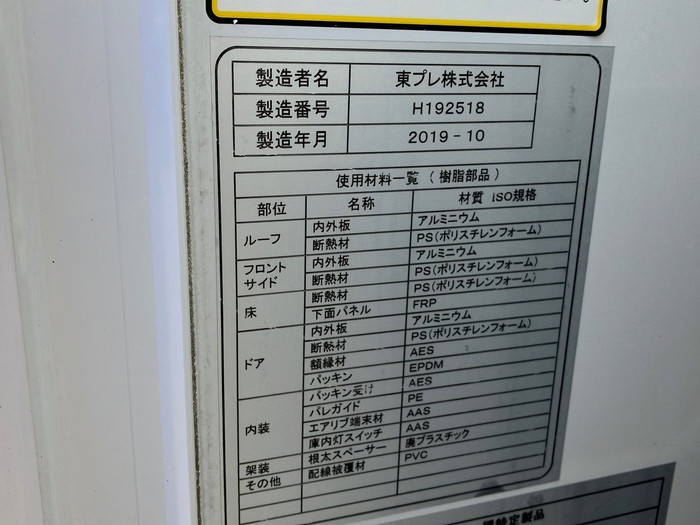 製造者名 東プレ株式会社
製造番号 H192518
製造年月 2019-10
使用材料一覧（樹脂部品）
部位 名称 材質 ISO規格
ルーフ 内外板 アルミニウム
断熱材 PS(ポリスチレンフォーム)
フロント サイド 内外板 アルミニウム
断熱材 PS(ポリスチレンフォーム)
床 断熱材 PS(ポリスチレンフォーム)
下面パネル FRP
ドア 内外板 アルミニウム
断熱材 PS(ポリスチレンフォーム)
額縁材 AES
パッキン EPDM
内装 パッキン受け AES
パレガイド PE
エアリブ端末材 AAS
庫内灯スイッチ AAS
架装 根太スペーサー 廃プラスチック
その他 配線被覆材 PVC
特定製品